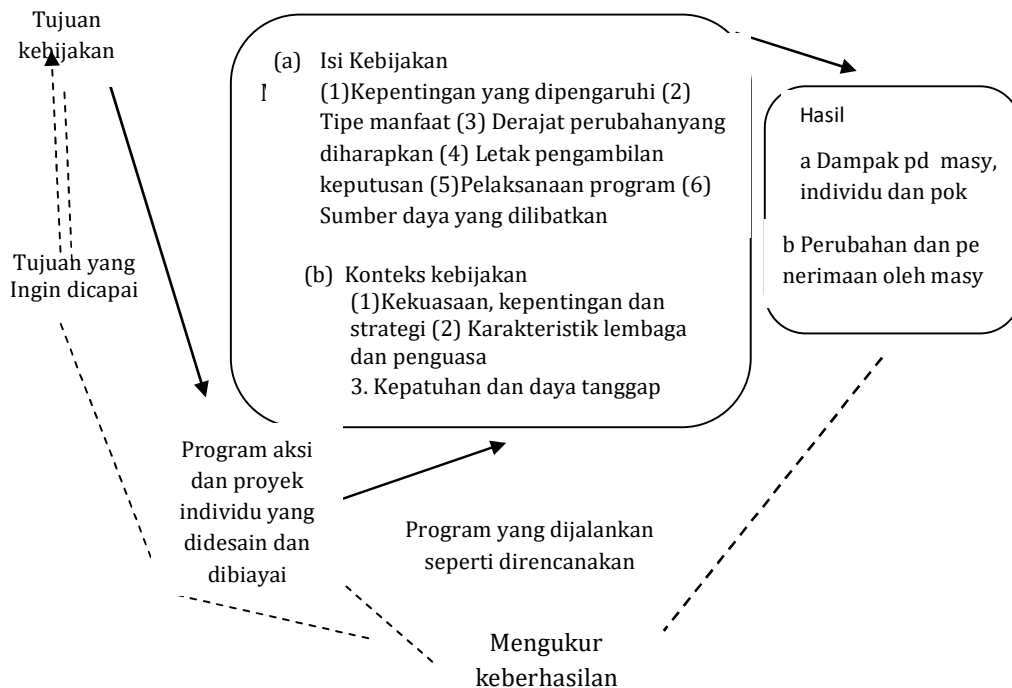 Tujuan
kebijakan
(a) Isi Kebijakan
(1)Kepentingan yang dipengaruhi (2)
Tipe manfaat (3) Derajat perubahanyang
diharapkan (4) Letak pengambilan
keputusan (5)Pelaksanaan program (6)
Sumber daya yang dilibatkan
(b) Konteks kebijakan
(1)Kekuasaan, kepentingan dan
strategi (2) Karakteristik lembaga
dan penguasa
3. Kepatuhan dan daya tanggap
Hasil
a Dampak pd masy,
individu dan pok
b Perubahan dan pe
nerimaan oleh masy
Tujuan yang
Ingin dicapai
Program aksi
dan proyek
individu yang
didesain dan
dibiayai
Program yang dijalankan
seperti direncanakan
Mengukur
keberhasilan